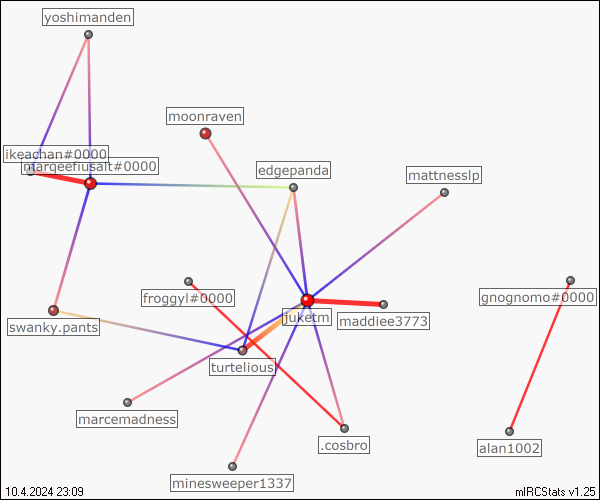 yoshimanden
moonraven
ikeachan#0000
marqeefiusalt#0000
edgepanda
mattnesslp
froggyl#0000
gnognomo#0000
swanky.pants
juketm
maddiee3773
turtelious
marcemadness
.cosbro
alan1002
minesweeper1337
10.4.2024 23:09
mIRCStats v1.25